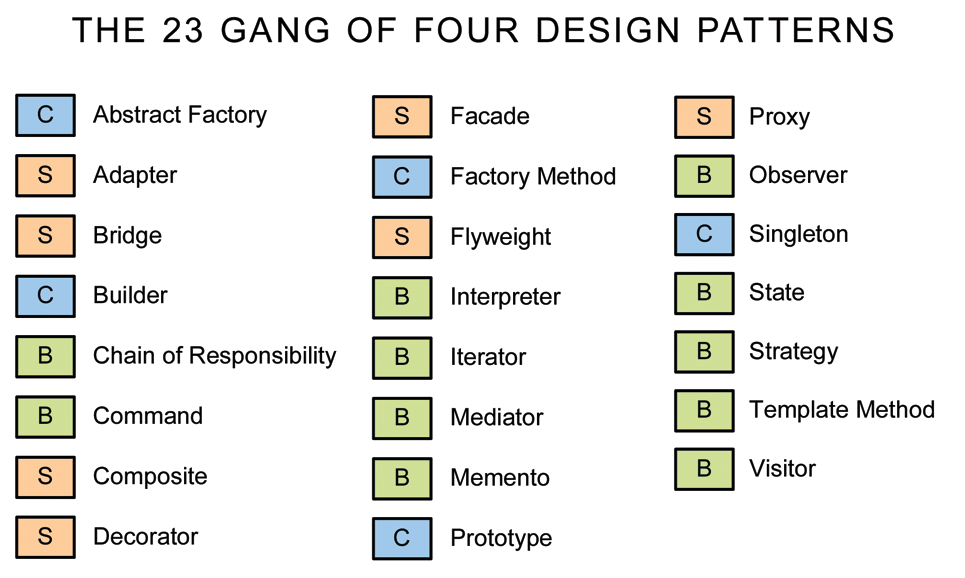 THE 23 GANG OF FOUR DESIGN PATTERNS
C Abstract Factory
S Adapter
S Bridge
C Builder
B Chain of Responsibility
B Command
S Composite
S Decorator
S Facade
C Factory Method
S Flyweight
B Interpreter
B Iterator
B Mediator
B Memento
C Prototype
S Proxy
B Observer
C Singleton
B State
B Strategy
B Template Method
B Visitor